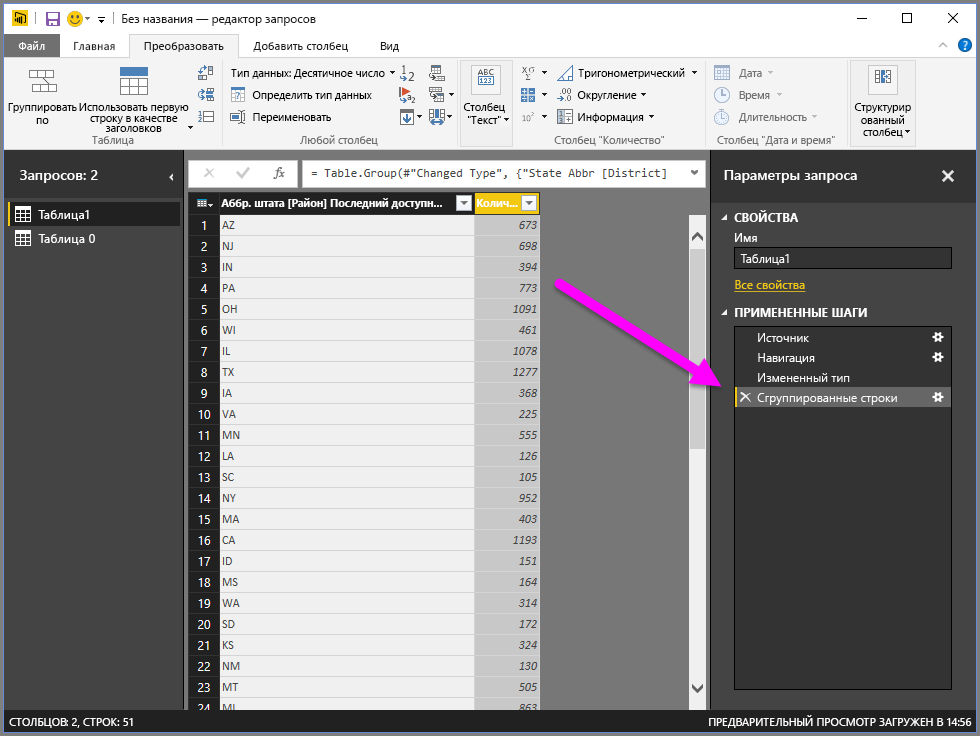 Без названия — редактор запросов
Файл Главная Преобразовать Добавить столбец Вид
Группировать по
Использовать первую строку в качестве заголовков
Таблица
Тип данных: Десятичное число
Определить тип данных
Переименовать
Любой столбец
Столбец "Текст"
Тригонометрический
Округление
Информация
Столбец "Количество"
Дата
Время
Длительность
Столбец "Дата и время"
Структурир ованный столбец
Запросов: 2
Таблица1
Таблица 0
fx
= Table.Group(#"Changed Type", {"State Abbr [District]
Аббр. штата [Район] Последний доступн... Колич...
1 AZ 673
2 NJ 698
3 IN 394
4 PA 773
5 OH 1091
6 WI 461
7 IL 1078
8 TX 1277
9 IA 368
10 VA 225
11 MN 555
12 LA 126
13 SC 105
14 NY 952
15 MA 403
16 CA 1193
17 ID 151
18 MS 164
19 WA 314
20 SD 172
21 KS 324
22 NM 130
23 MT 505
24 MI 863
Параметры запроса
СВОЙСТВА
Имя
Таблица1
Все свойства
ПРИМЕНЕННЫЕ ШАГИ
Источник
Навигация
Измененный тип
Сгруппированные строки
СТОЛБЦОВ: 2, СТРОК: 51
ПРЕДВАРИТЕЛЬНЫЙ ПРОСМОТР ЗАГРУЖЕН В 14:56